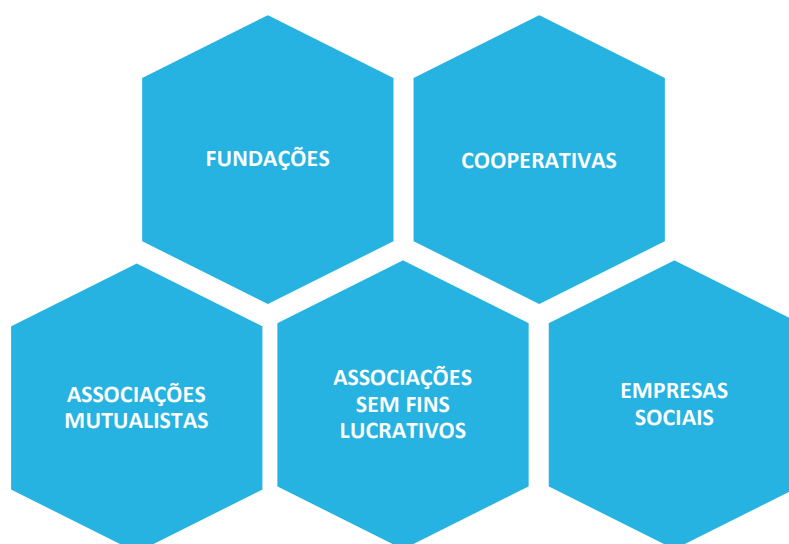 FUNDAÇÕES
COOPERATIVAS
ASSOCIAÇÕES
MUTUALISTAS
ASSOCIAÇÕES
SEM FINS
LUCRATIVOS
EMPRESAS
SOCIAIS